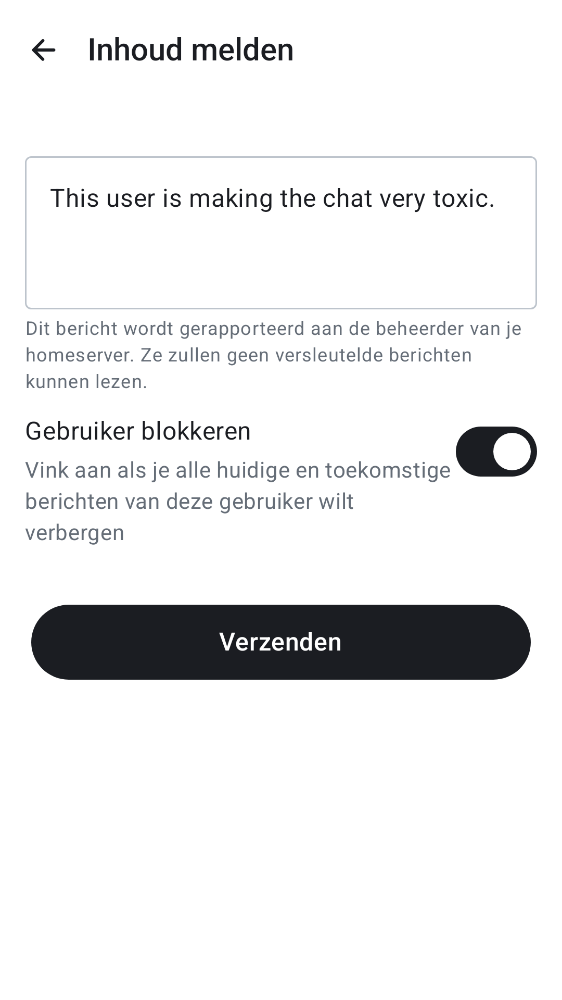 Inhoud melden
This user is making the chat very toxic.
Dit bericht wordt gerapporteerd aan de beheerder van je
homeserver. Ze zullen geen versleutelde berichten
kunnen lezen.
Gebruiker blokkeren
Vink aan als je alle huidige en toekomstige
berichten van deze gebruiker wilt
verbergen
Verzenden